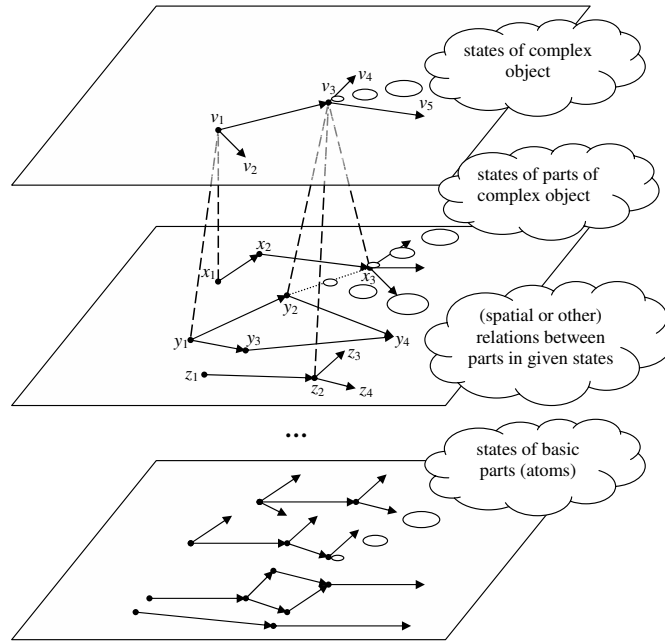 states of complex
object
v4
v3
v5
v1
v2
states of parts of
complex object
x2
x1
x3
y2
(spatial or other)
relations between
parts in given states
y1
y3
y4
z3
z1
z2
z4
...
states of basic
parts (atoms)